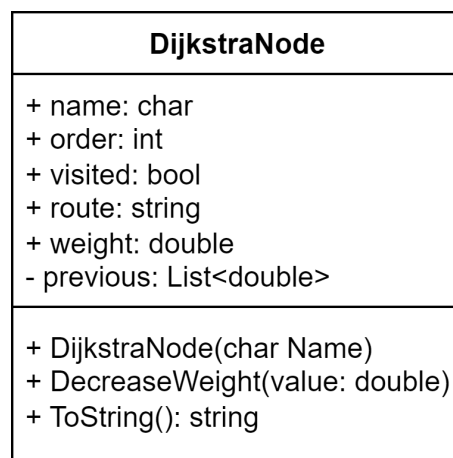 DijkstraNode
+ name: char
+ order: int
+ visited: bool
+ route: string
+ weight: double
- previous: List<double>
+ DijkstraNode(char Name)
+ DecreaseWeight(value: double)
+ ToString(): string